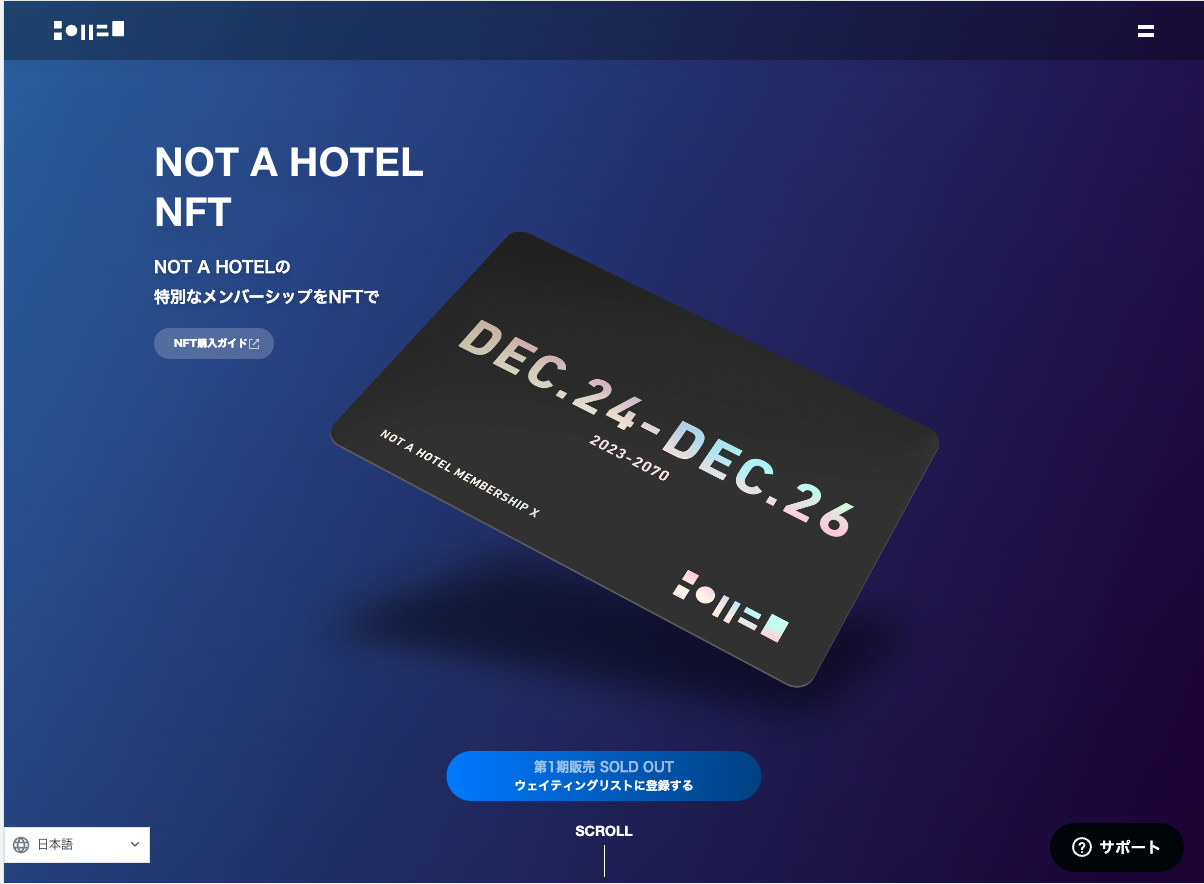 NOT A HOTEL
NFT
NOT A HOTELの
特別なメンバーシップをNFTで
NFT購入ガイド
DEC.24-DEC.26
2023-2070
NOT A HOTEL MEMBERSHIP X
第1期販売 SOLD OUT
ウェイティングリストに登録する
SCROLL
日本語
サポート